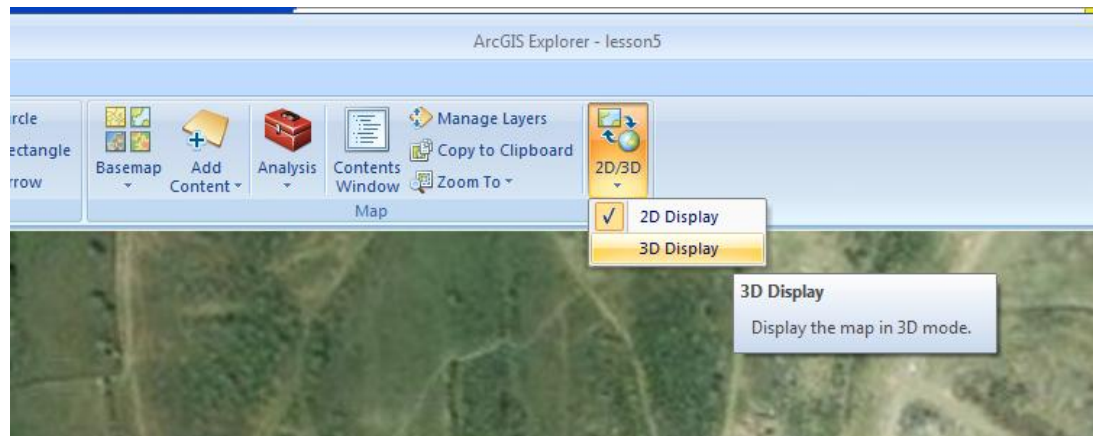 ArcGIS Explorer - lesson5
rcle
ectangle
rrow
Basemap
Add
Content
Analysis
Contents
Window
Manage Layers
Copy to Clipboard
Zoom To
2D/3D
Map
2D Display
3D Display
3D Display
Display the map in 3D mode.